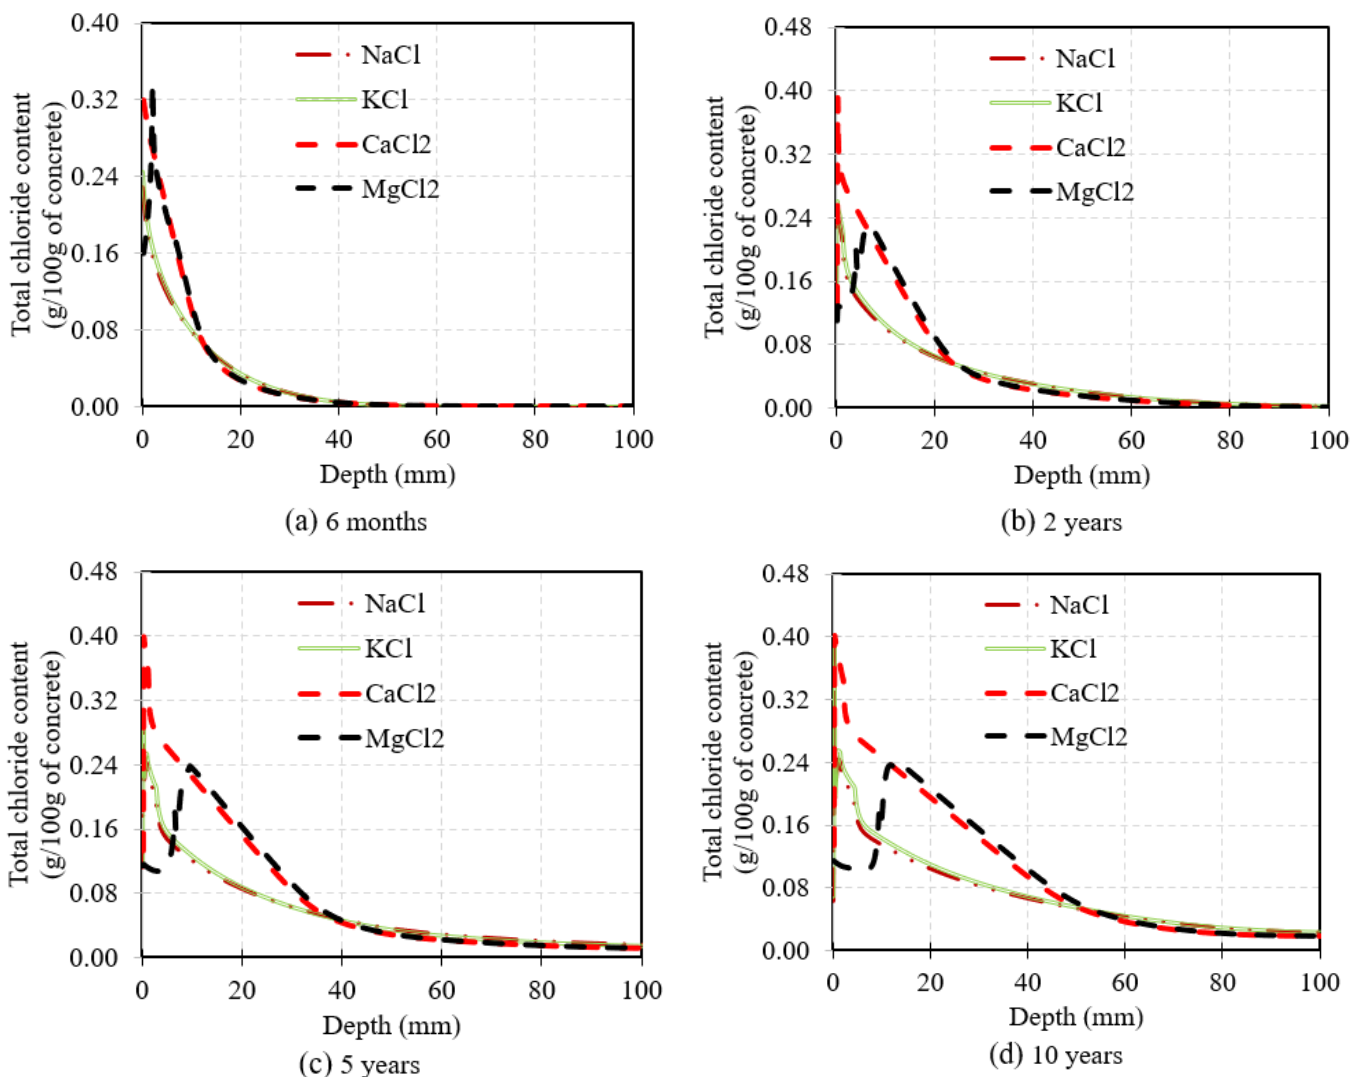 Total chloride content
(g/100g of concrete)
0.40
0.32
0.24
0.16
0.08
0.00
NaCl
KCl
CaCl2
MgCl2
0 20 40 60 80 100
Depth (mm)
(a) 6 months
Total chloride content
(g/100g of concrete)
0.48
0.40
0.32
0.24
0.16
0.08
0.00
NaCl
KCl
CaCl2
MgCl2
0 20 40 60 80 100
Depth (mm)
(b) 2 years
Total chloride content
(g/100g of concrete)
0.48
0.40
0.32
0.24
0.16
0.08
0.00
NaCl
KCl
CaCl2
MgCl2
0 20 40 60 80 100
Depth (mm)
(c) 5 years
Total chloride content
(g/100g of concrete)
0.48
0.40
0.32
0.24
0.16
0.08
0.00
NaCl
KCl
CaCl2
MgCl2
0 20 40 60 80 100
Depth (mm)
(d) 10 years